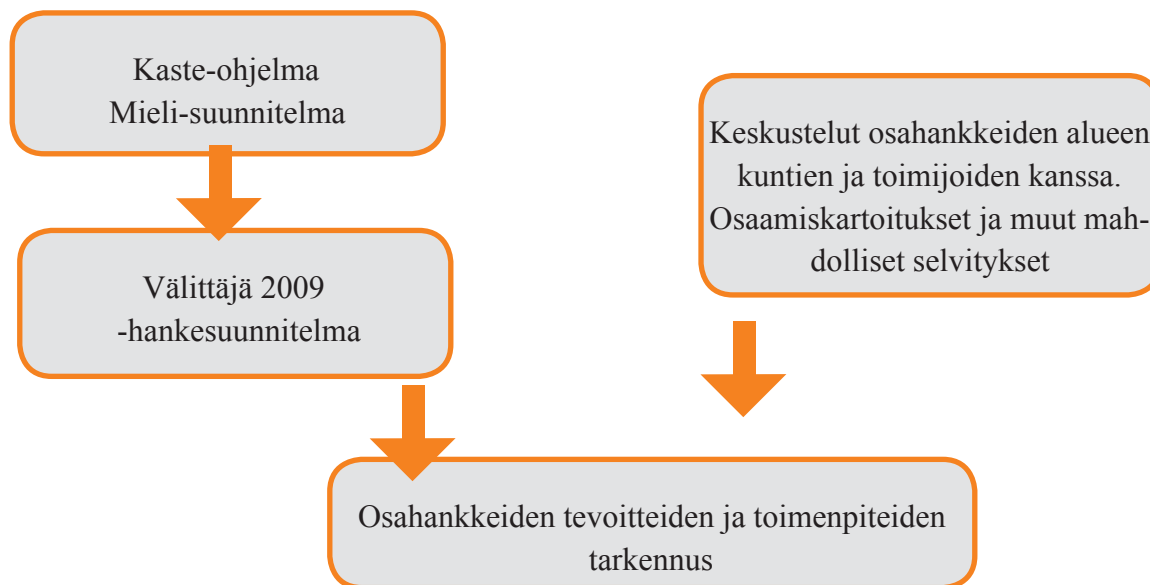 Kaste-ohjelma
Mieli-suunnitelma
Keskustelut osahankkeiden alueen
kuntien ja toimijoiden kanssa.
Osaamiskartoitukset ja muut mah-
dolliset selvitykset
Välittäjä 2009
-hankesuunnitelma
Osahankkeiden tevoitteiden ja toimenpiteiden
tarkennus